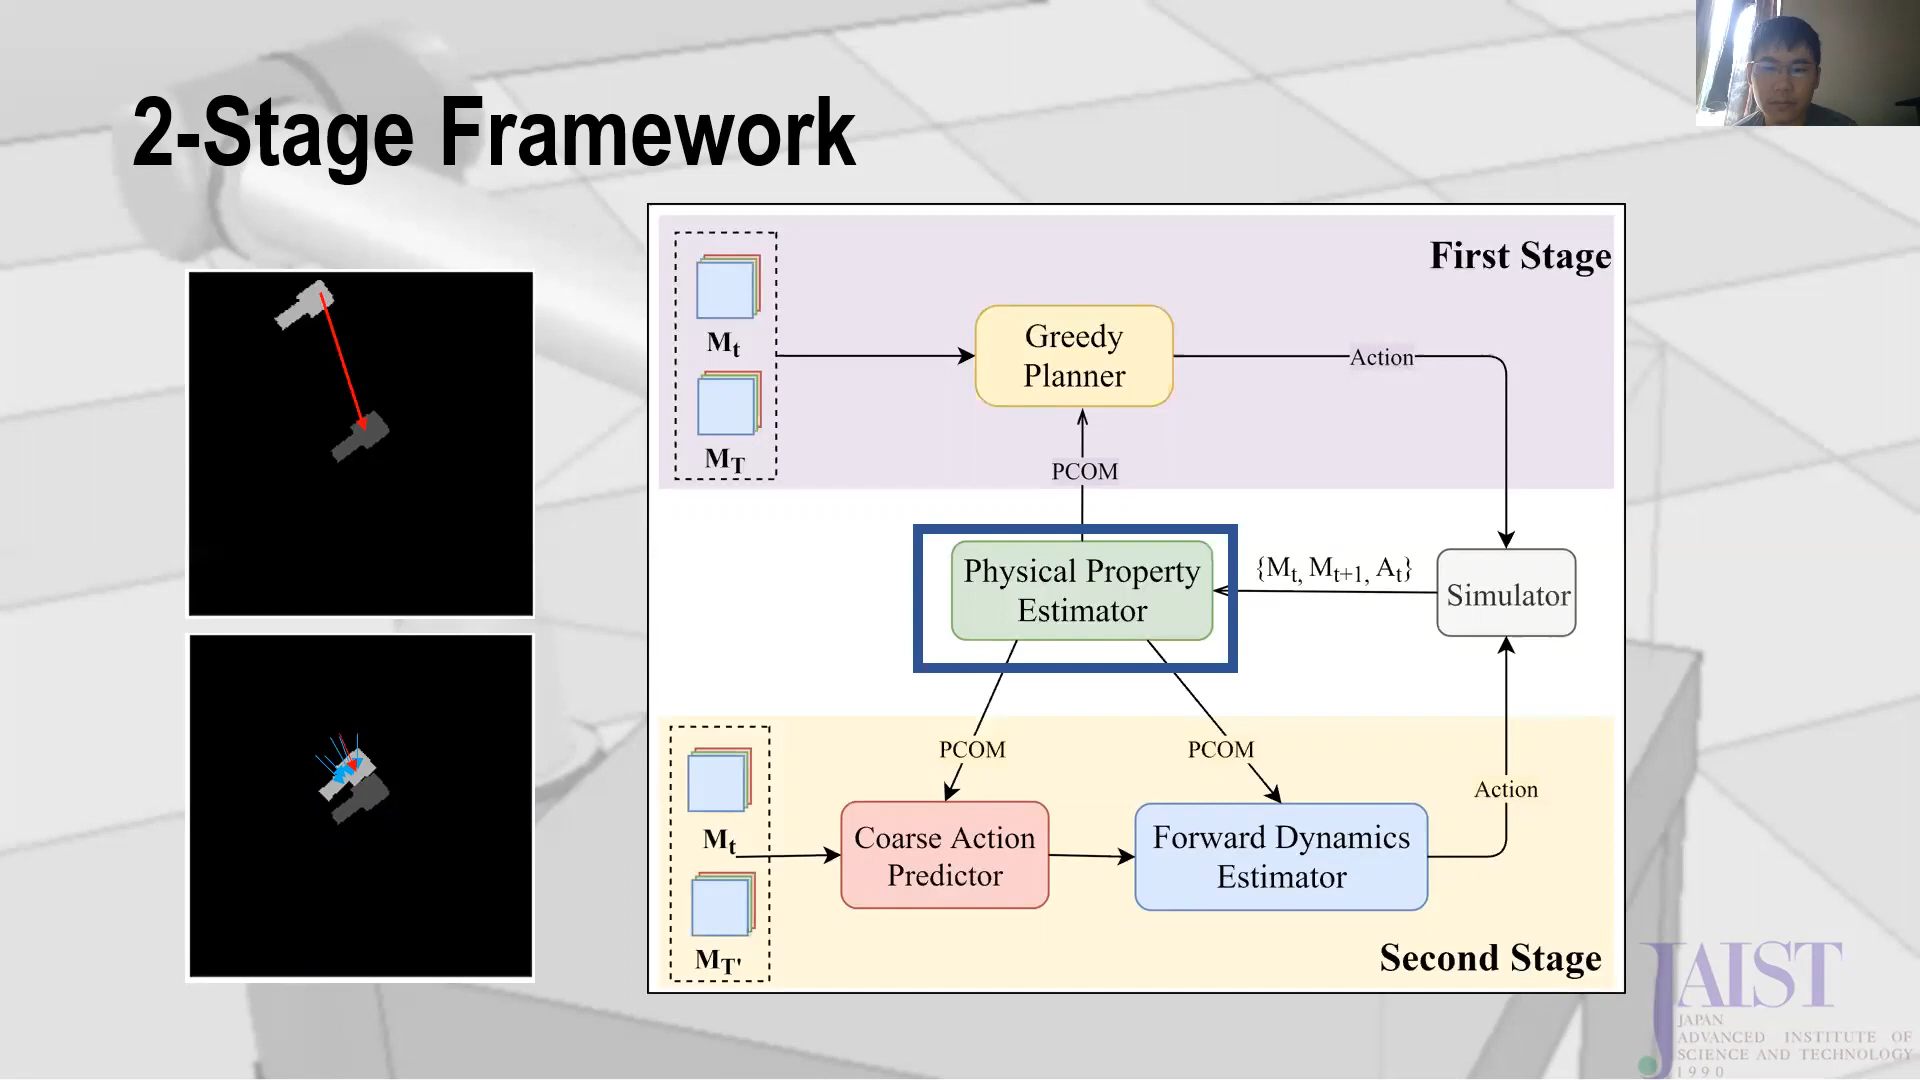 2-Stage Framework
First Stage
Mt
MT
Greedy
Planner
Action
PCOM
Physical Property
Estimator
{Mt, Mt+1, At}
Simulator
PCOM
PCOM
Action
Mt
MT'
Coarse Action
Predictor
Forward Dynamics
Estimator
Second Stage
JAIST
JAPAN
ADVANCED INSTITUTE OF
SCIENCE AND TECHNOLOGY
1990